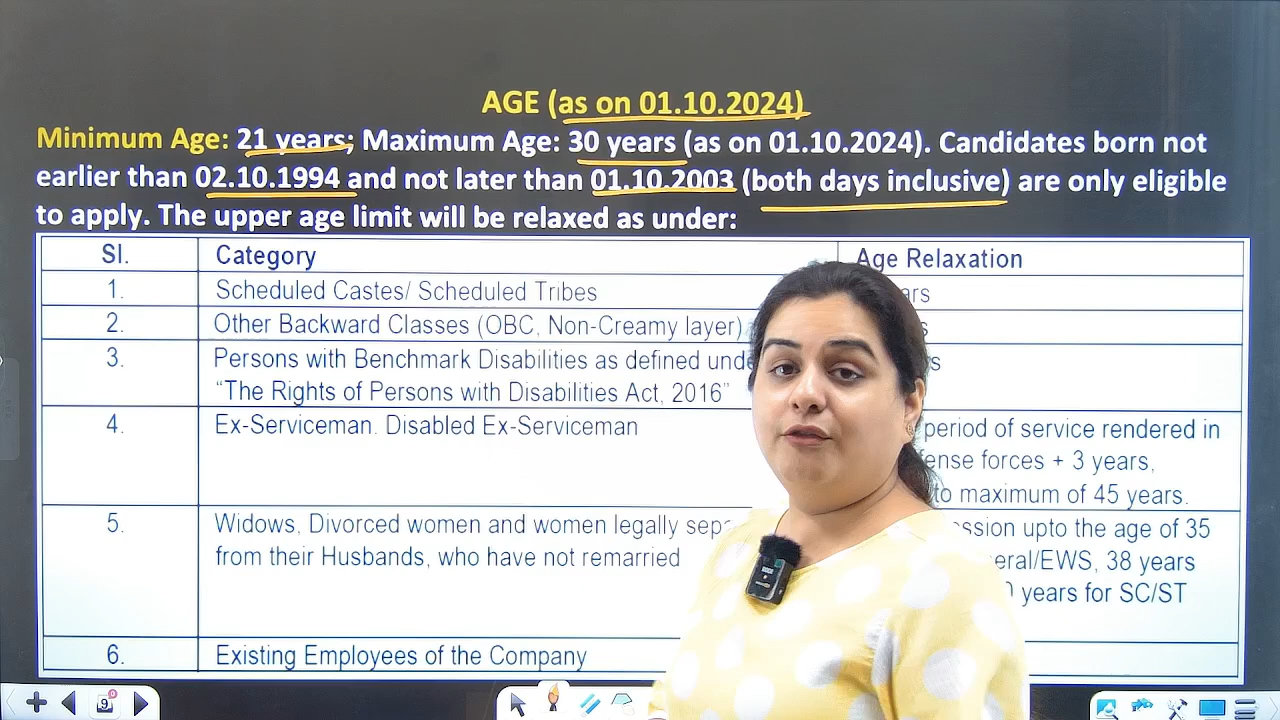 AGE (as on 01.10.2024)
Minimum Age: 21 years; Maximum Age: 30 years (as on 01.10.2024). Candidates born not
earlier than 02.10.1994 and not later than 01.10.2003 (both days inclusive) are only eligible
to apply. The upper age limit will be relaxed as under:
Sl. Category Age Relaxation
1. Scheduled Castes/ Scheduled Tribes
2. Other Backward Classes (OBC, Non-Creamy layer)
3. Persons with Benchmark Disabilities as defined
“The Rights of Persons with Disabilities Act, 2016”
4. Ex-Serviceman. Disabled Ex-Serviceman period of service rendered in
forces + 3 years,
to maximum of 45 years.
5. Widows, Divorced women and women legally upto the age of 35
from their Husbands, who have not remarried 38 years
years for SC/ST
6. Existing Employees of the Company
9